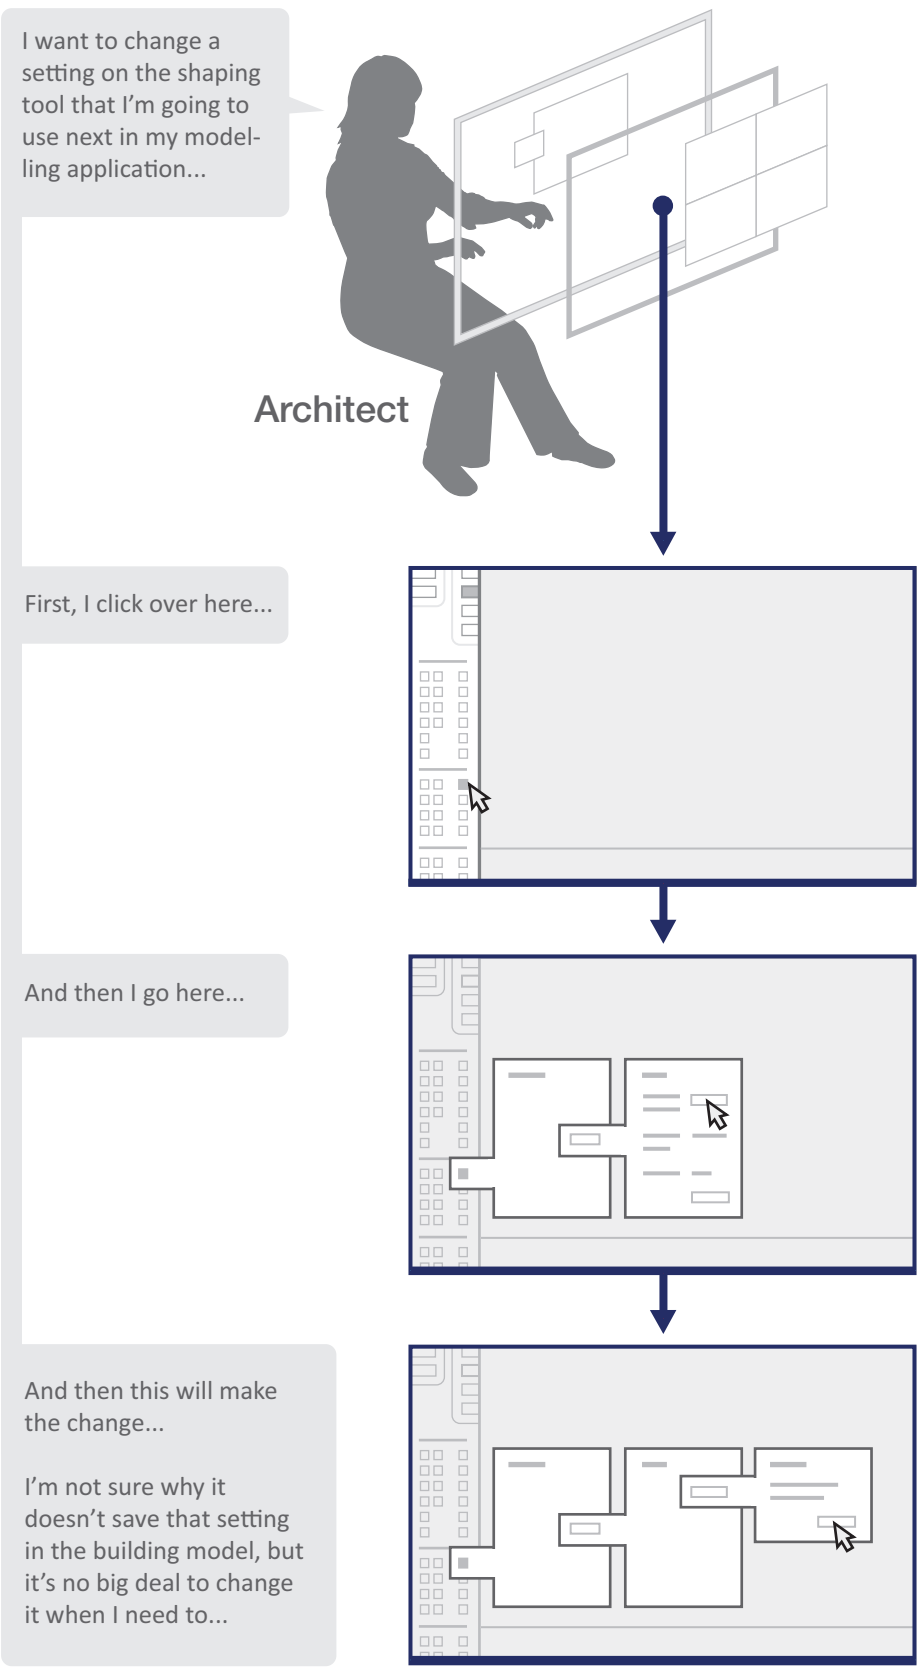 I want to change a
setting on the shaping
tool that I'm going to
use next in my model-
ling application...
Architect
First, I click over here...
And then I go here...
And then this will make
the change...
I'm not sure why it
doesn't save that setting
in the building model, but
it's no big deal to change
it when I need to...